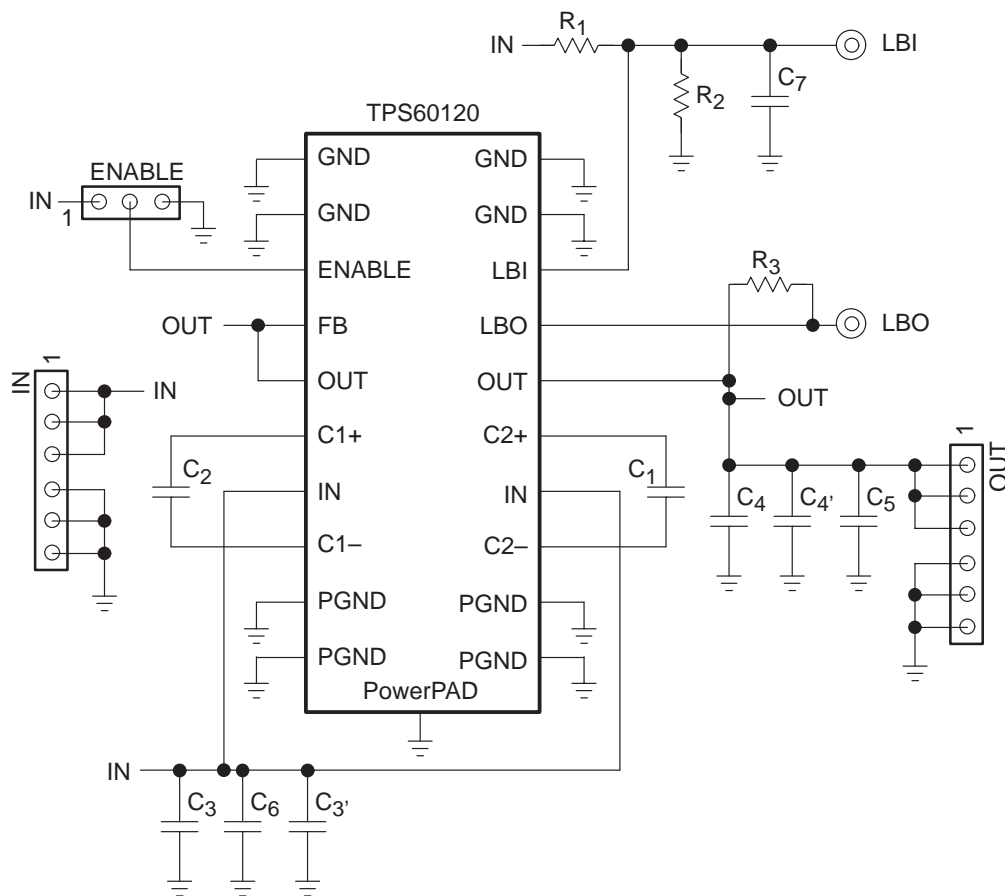 IN
R1
LBI
R2
C7
TPS60120
ENABLE
IN
1
GND
GND
GND
GND
ENABLE
LBI
R3
OUT
FB
LBO
LBO
OUT
OUT
OUT
IN
1
IN
C1+
C2+
C2
IN
IN
C1
C1–
C2–
C4
C4'
C5
1
OUT
PGND
PGND
PGND
PGND
PowerPAD
IN
C3
C6
C3'